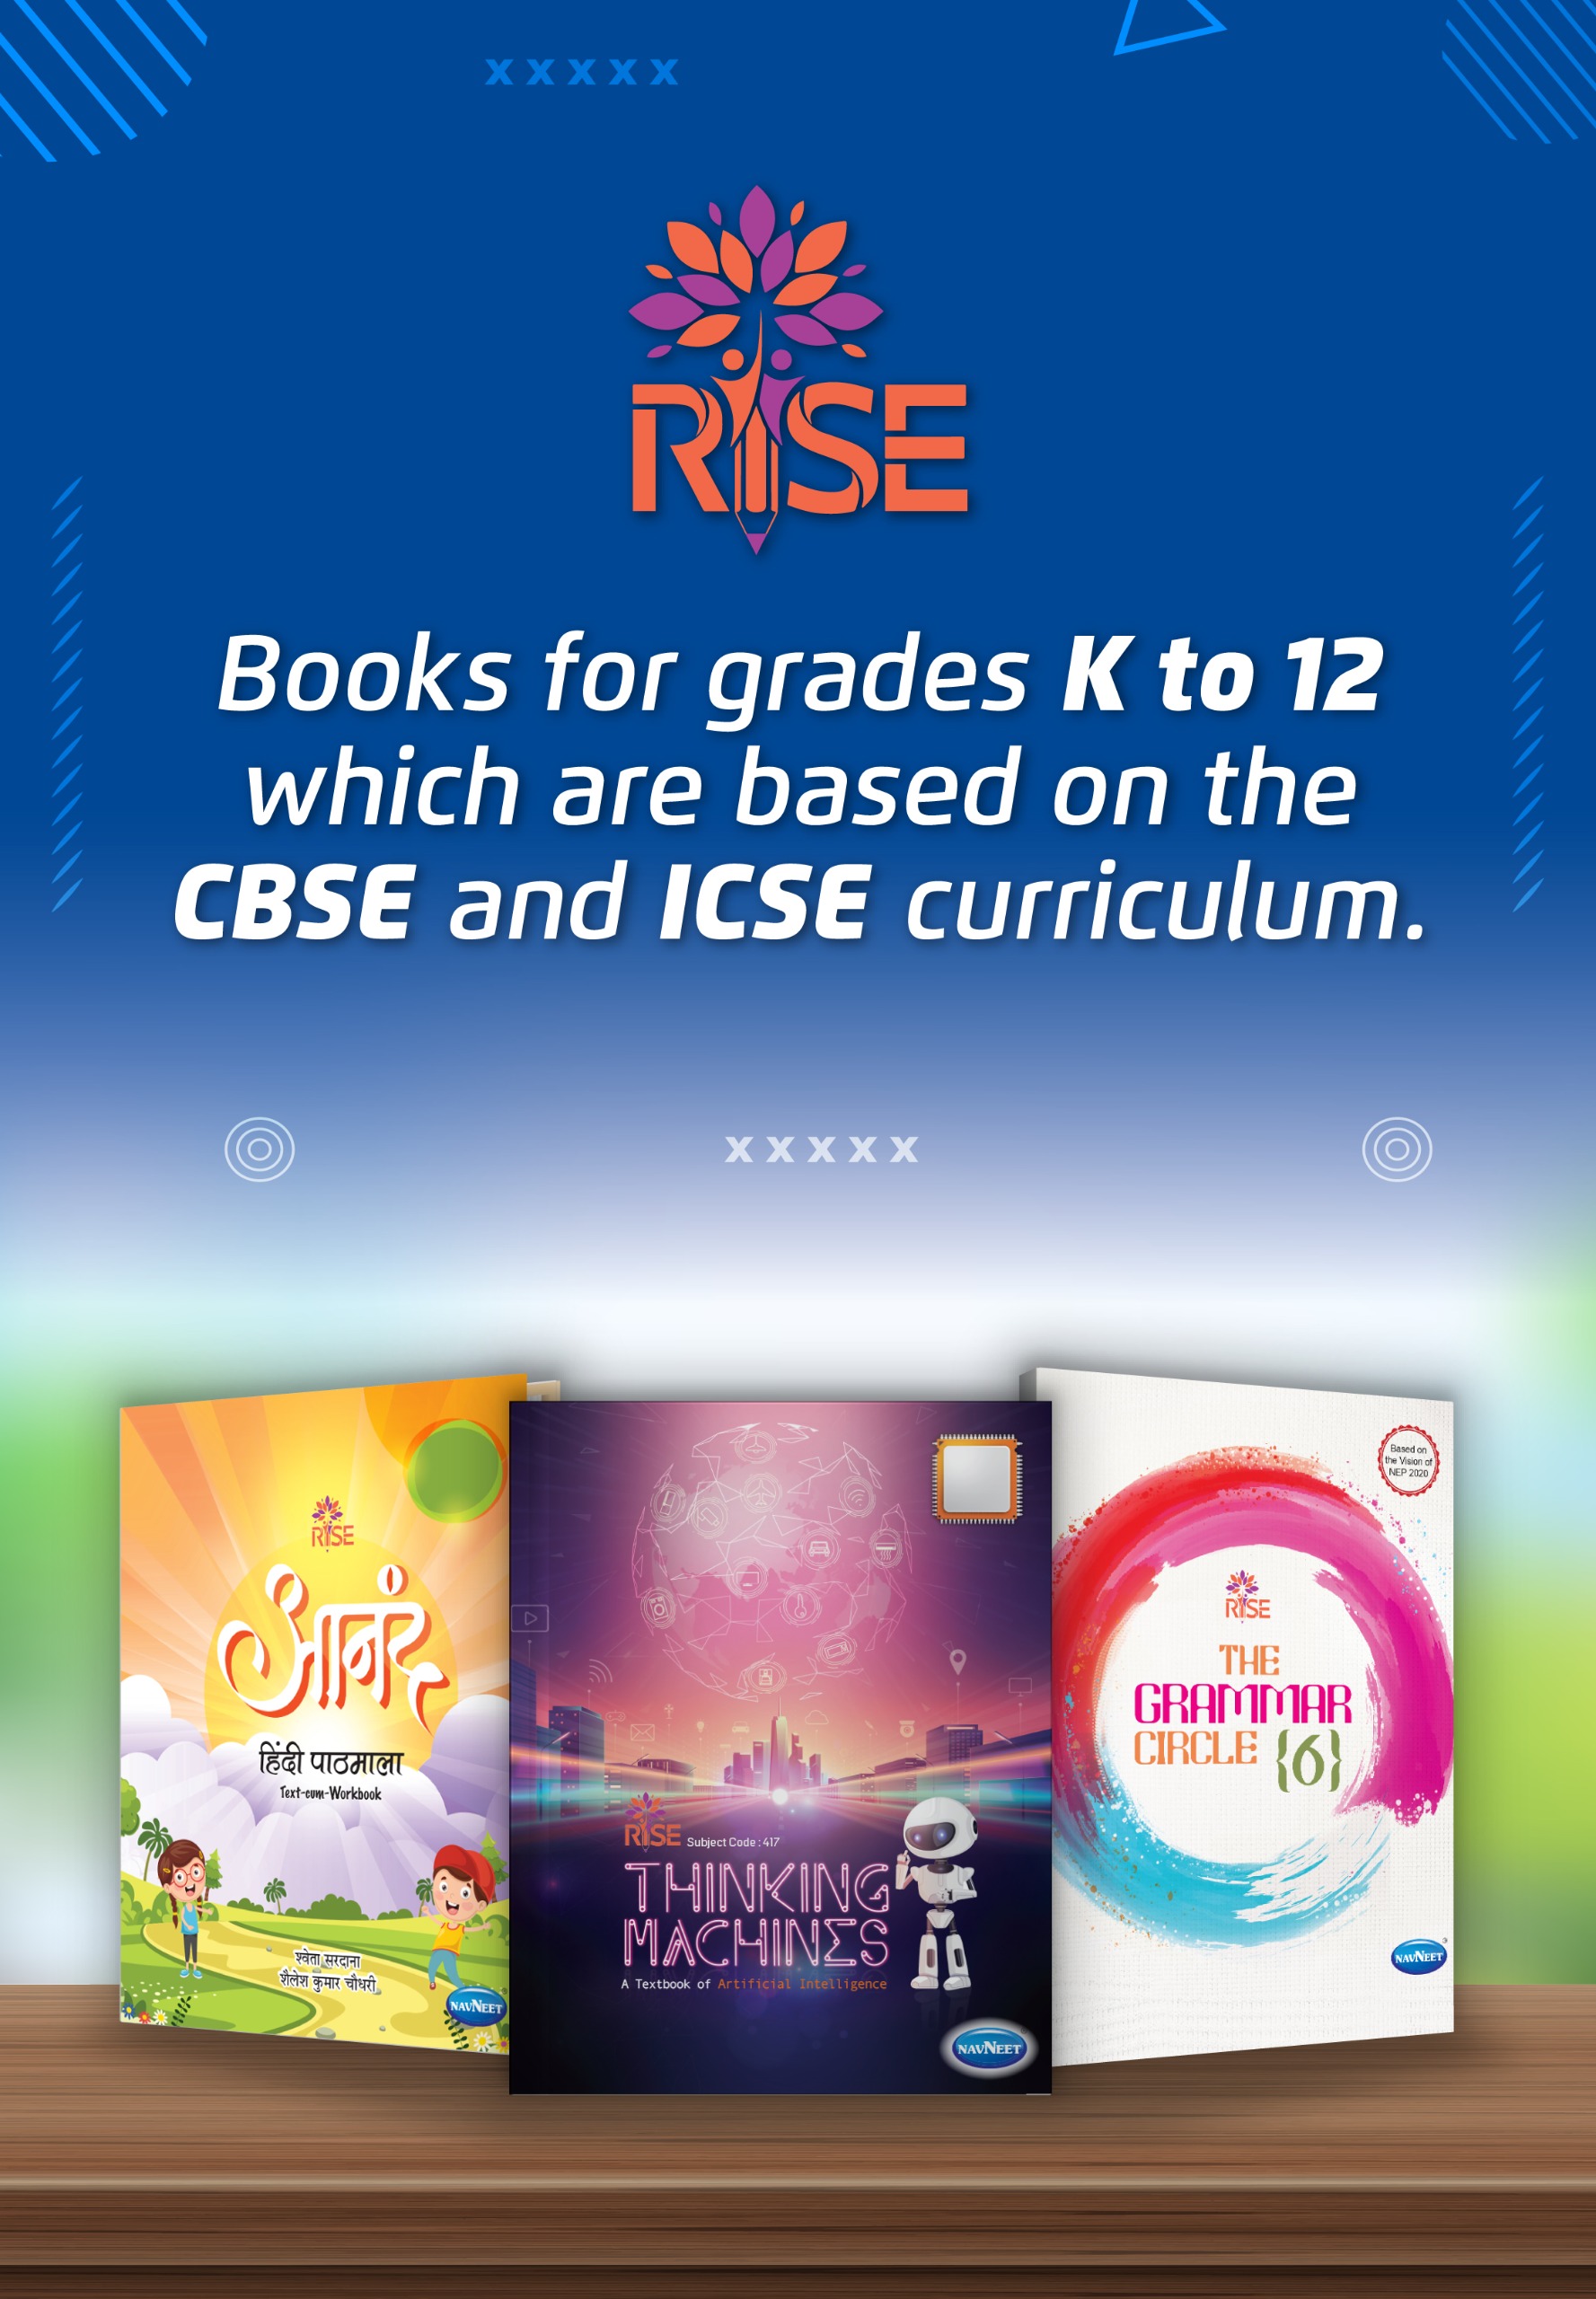 xxxxx
RISE
Books for grades K to 12
which are based on the
CBSE and ICSE curriculum.
xxxxx
RISE
आनंद
हिंदी पाठमाला
Text-cum-Workbook
श्वेता सरदाना
शैलेश कुमार चौधरी
NAVNEET
RISE Subject Code : 417
THINKING
MACHINES
A Textbook of Artificial Intelligence
NAVNEET
Based on
the Vision of
NEP 2020
RISE
THE
GRAMMAR
CIRCLE {6}
NAVNEET